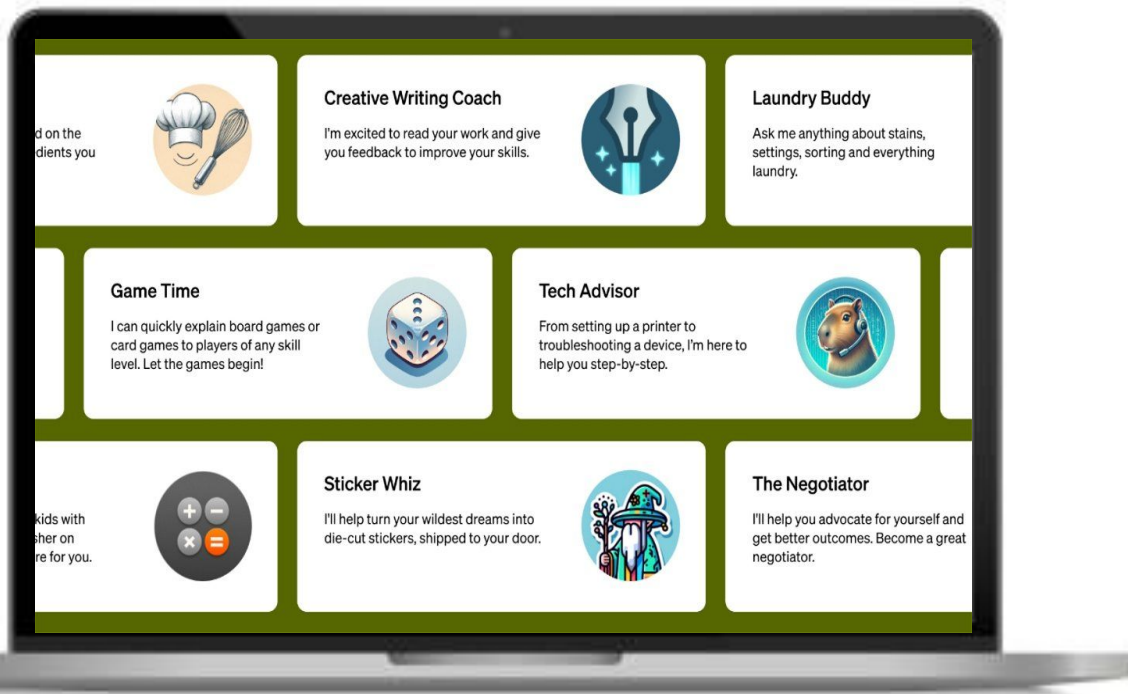 d on the
dients you
Creative Writing Coach
I'm excited to read your work and give
you feedback to improve your skills.
Laundry Buddy
Ask me anything about stains,
settings, sorting and everything
laundry.
Game Time
I can quickly explain board games or
card games to players of any skill
level. Let the games begin!
Tech Advisor
From setting up a printer to
troubleshooting a device, I'm here to
help you step-by-step.
kids with
sher on
re for you.
Sticker Whiz
I'll help turn your wildest dreams into
die-cut stickers, shipped to your door.
The Negotiator
I'll help you advocate for yourself and
get better outcomes. Become a great
negotiator.